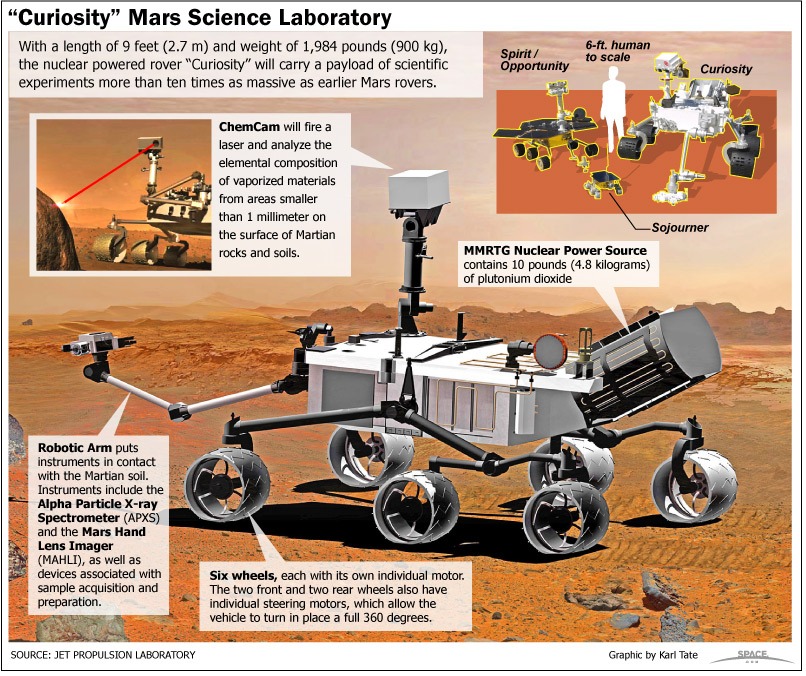 “Curiosity” Mars Science Laboratory
With a length of 9 feet (2.7 m) and weight of 1,984 pounds (900 kg),
the nuclear powered rover “Curiosity” will carry a payload of scientific
experiments more than ten times as massive as earlier Mars rovers.
Spirit /
Opportunity
6-ft. human
to scale
Curiosity
Sojourner
ChemCam will fire a
laser and analyze the
elemental composition
of vaporized materials
from areas smaller
than 1 millimeter on
the surface of Martian
rocks and soils.
MMRTG Nuclear Power Source
contains 10 pounds (4.8 kilograms)
of plutonium dioxide
Robotic Arm puts
instruments in contact
with the Martian soil.
Instruments include the
Alpha Particle X-ray
Spectrometer (APXS)
and the Mars Hand
Lens Imager
(MAHLI), as well as
devices associated with
sample acquisition and
preparation.
Six wheels, each with its own individual motor.
The two front and two rear wheels also have
individual steering motors, which allow the
vehicle to turn in place a full 360 degrees.
SOURCE: JET PROPULSION LABORATORY
Graphic by Karl Tate
SPACE
.com